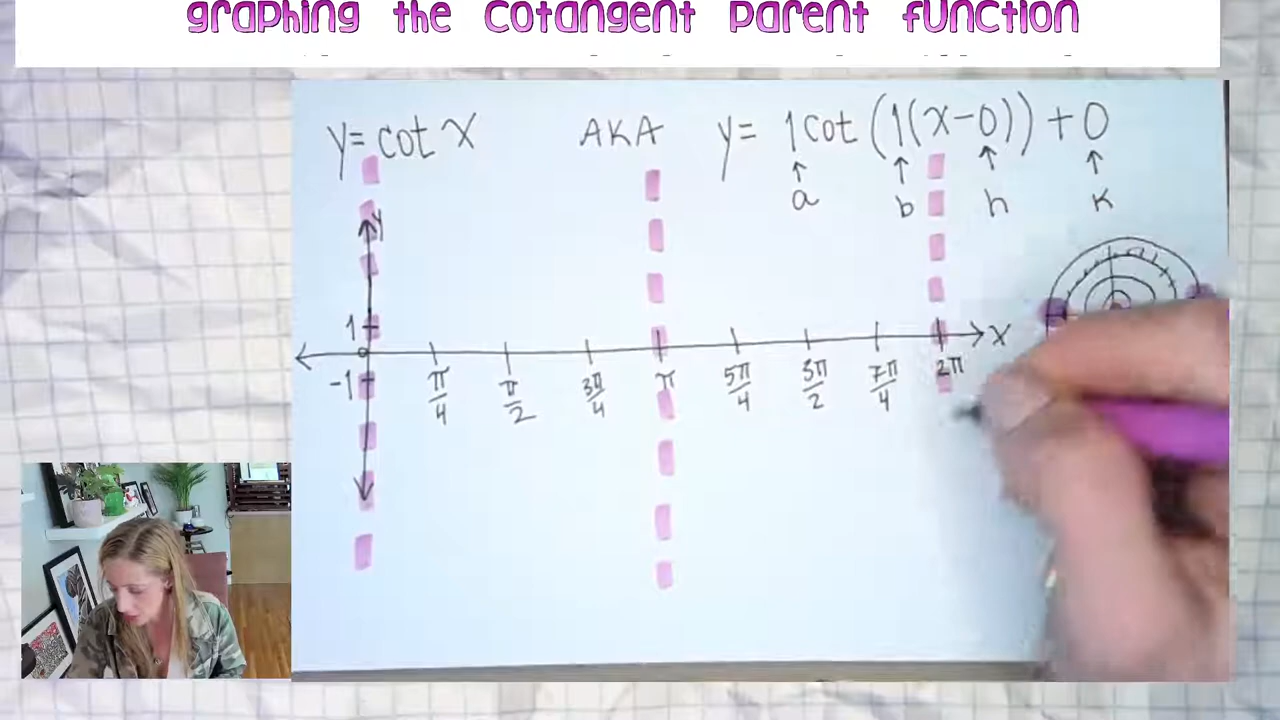 graphing the cotangent parent function
y= cot x AKA y= 1cot (1(x-0)) + 0
a b h k
y
1
x
-1
π/4 π/2 3π/4 π 5π/4 3π/2 7π/4 2π